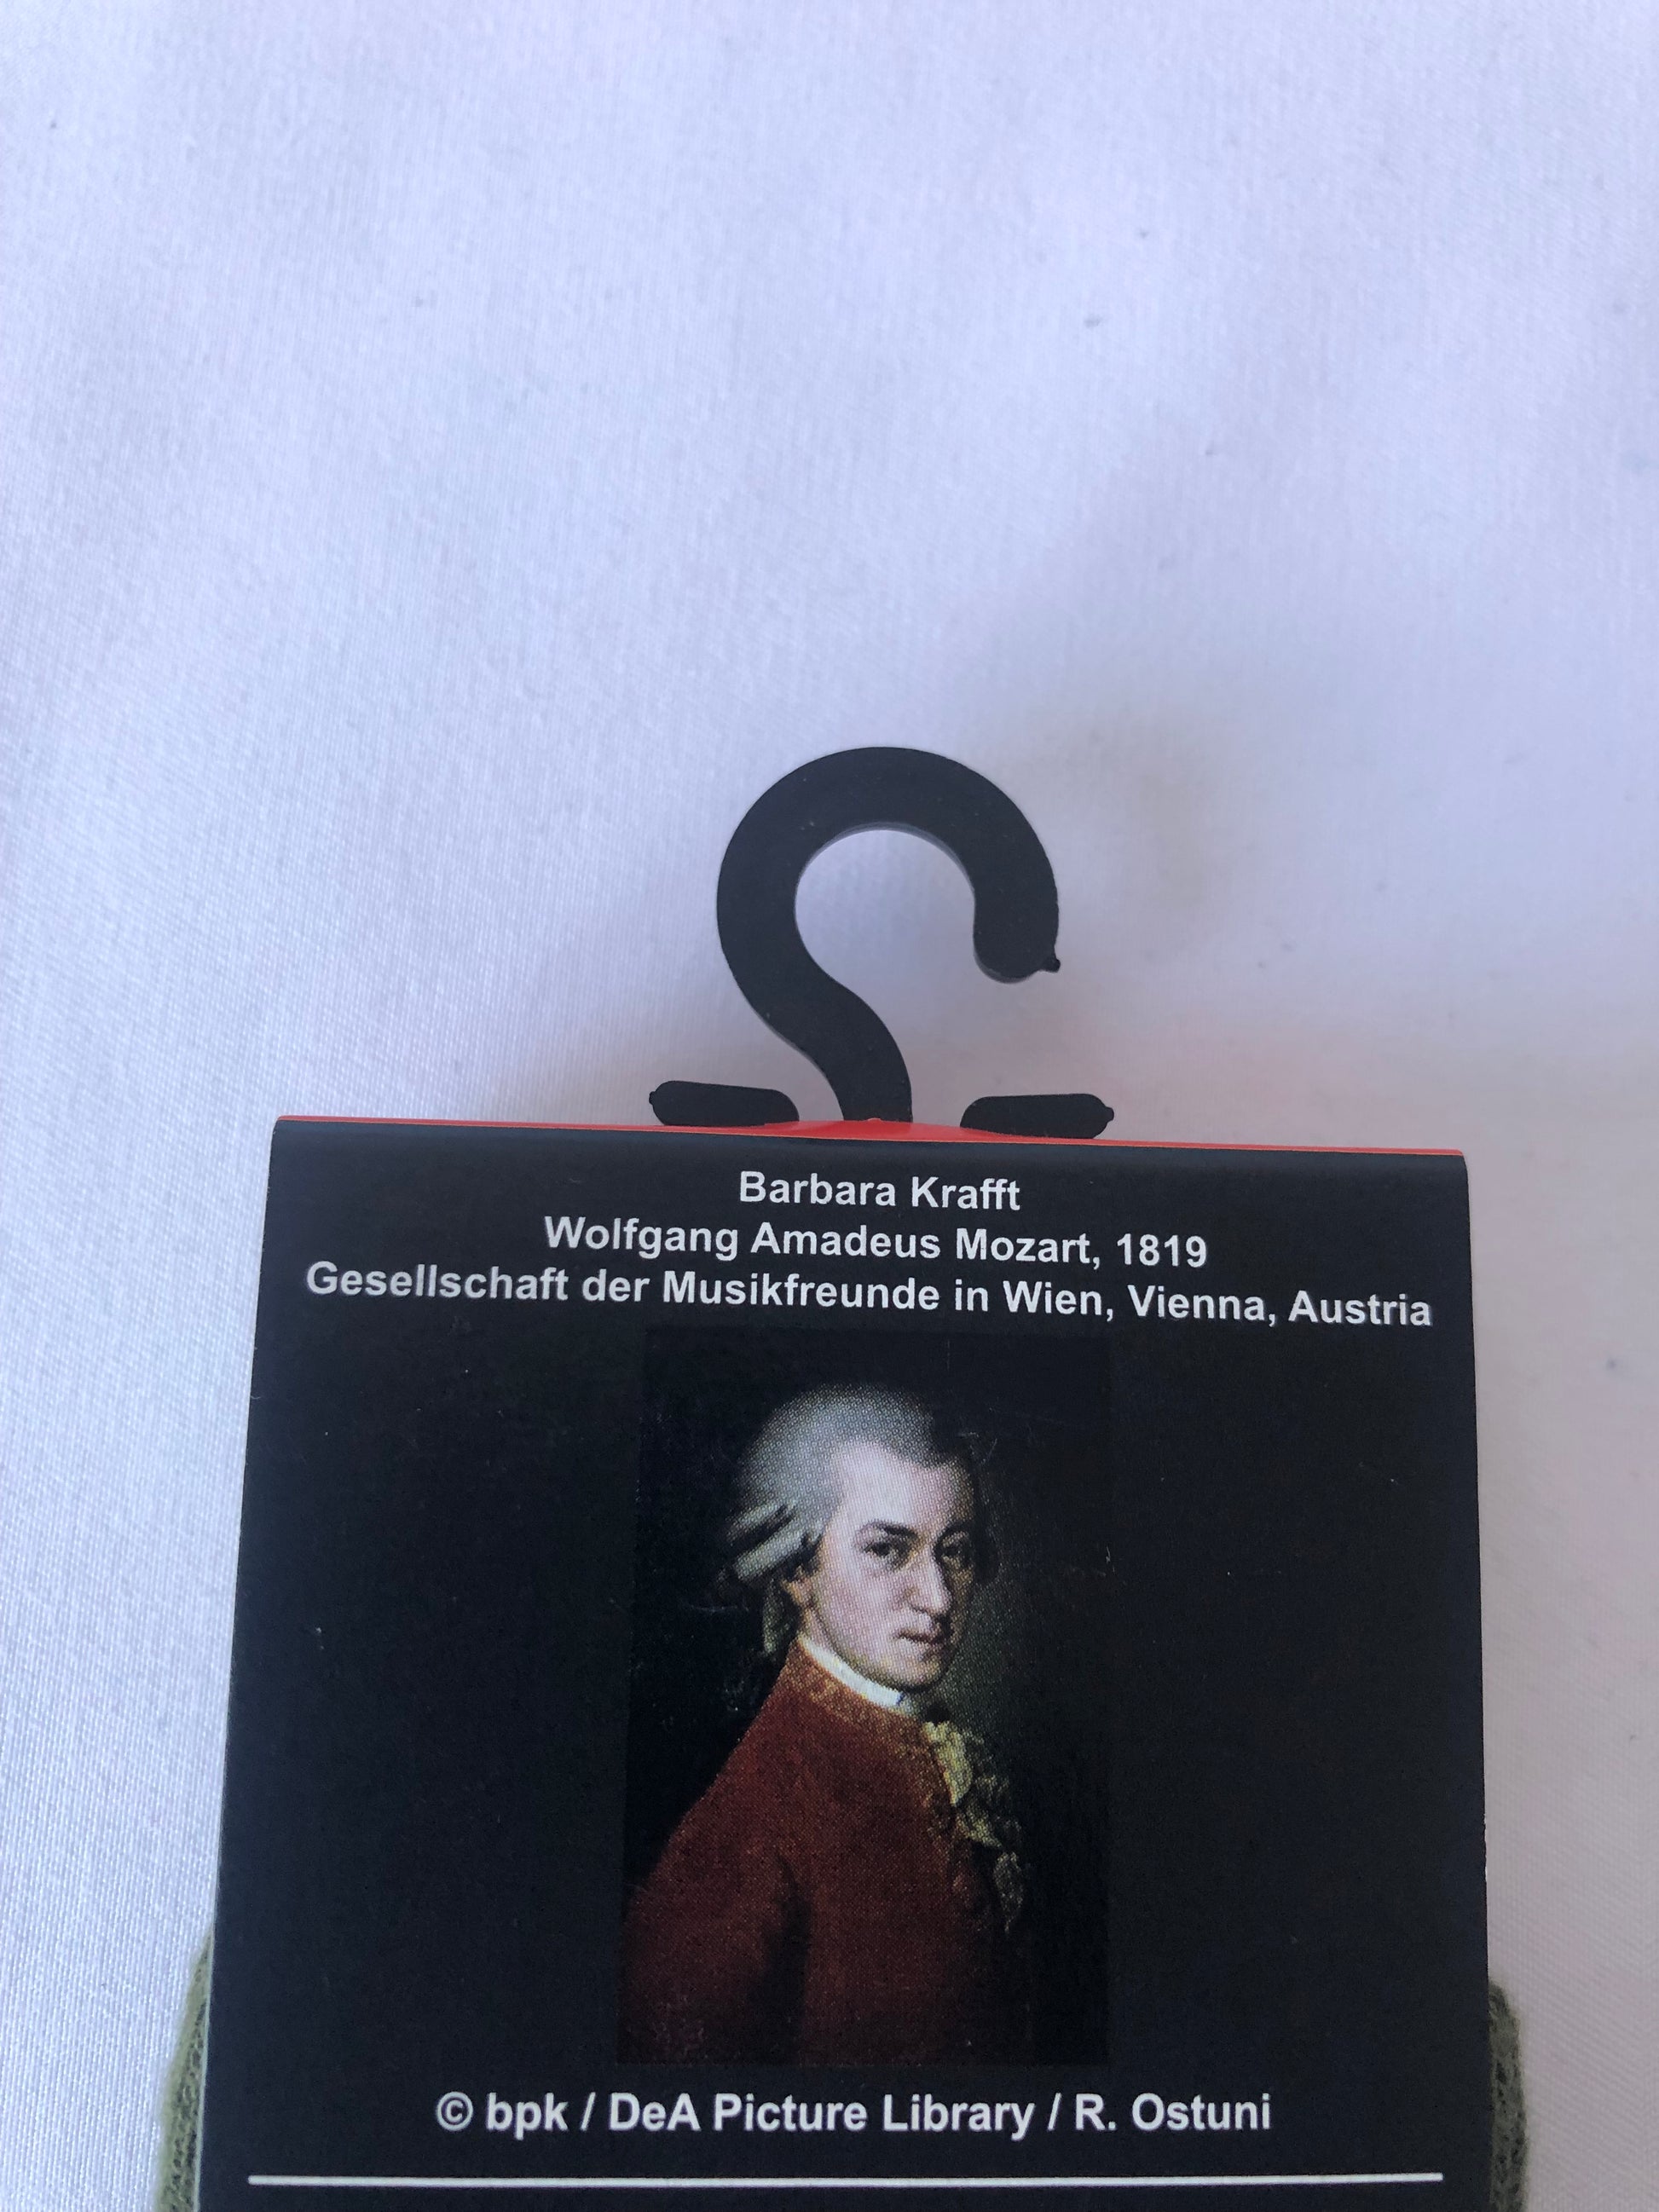 Barbara Krafft
Wolfgang Amadeus Mozart, 1819
Gesellschaft der Musikfreunde in Wien, Vienna, Austria
© bpk / DeA Picture Library / R. Ostuni